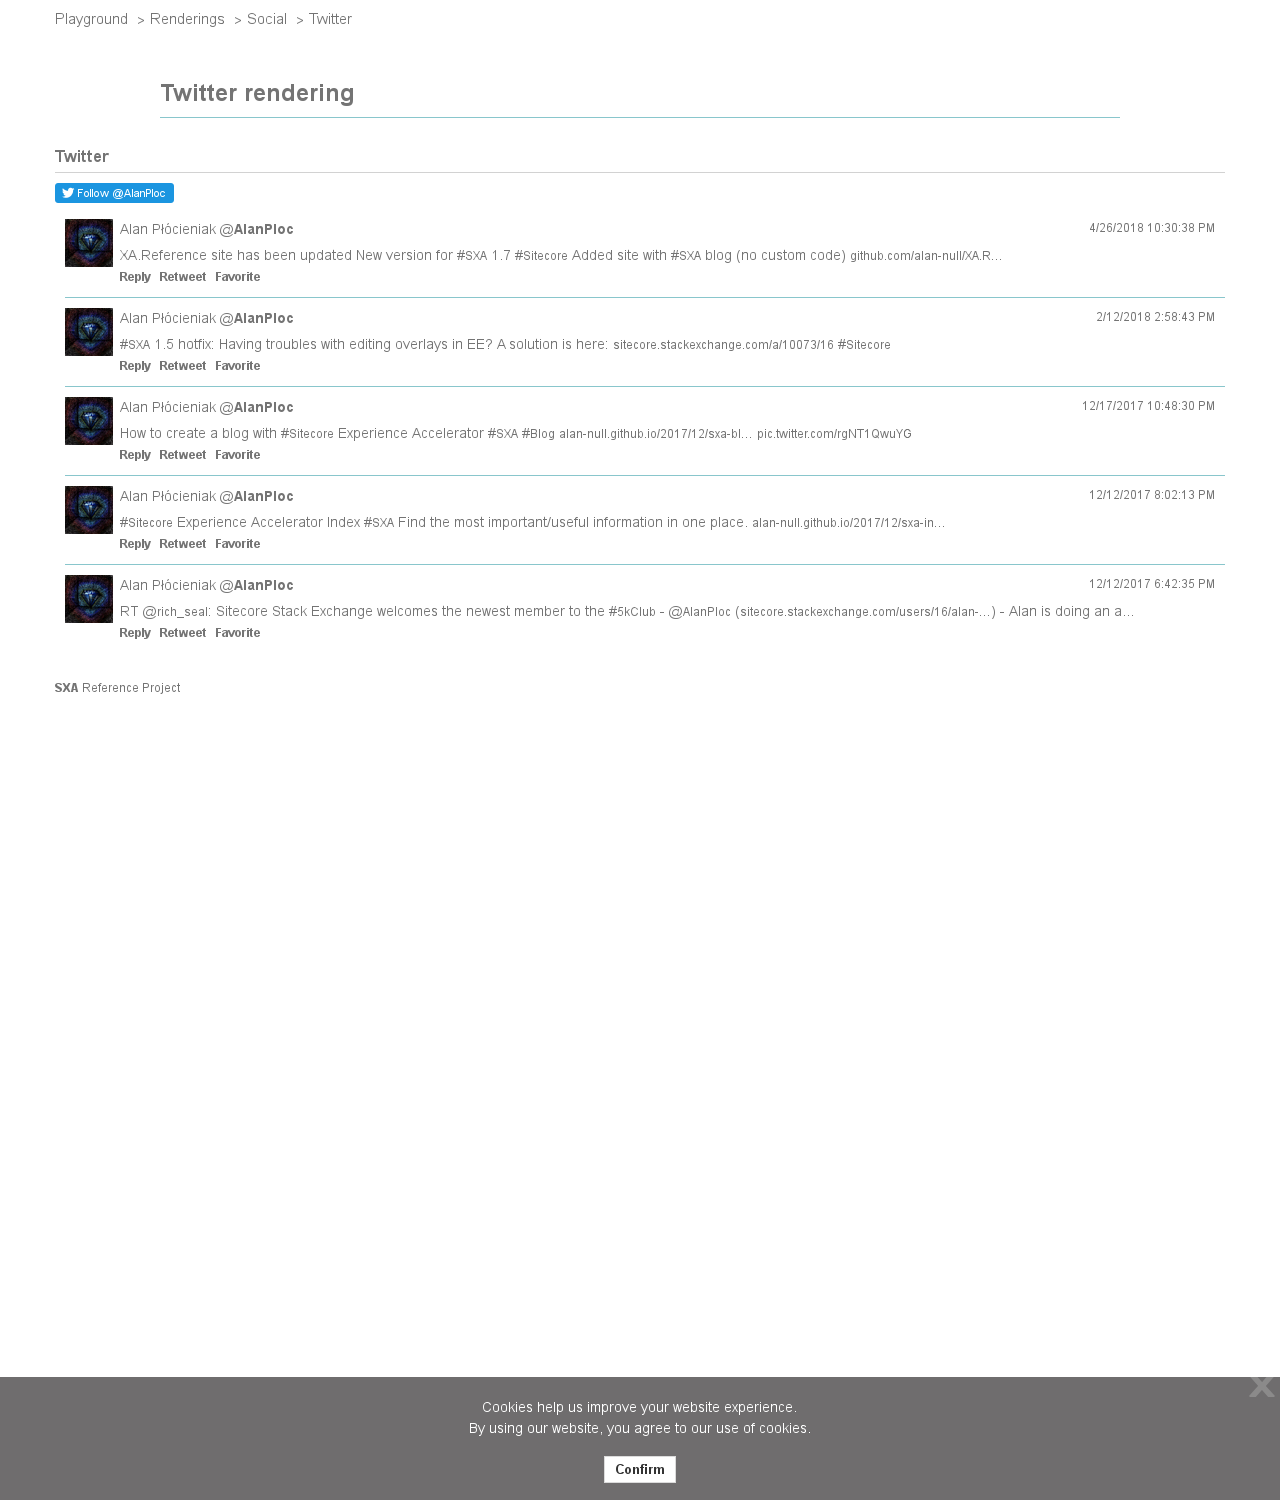 Playground > Renderings > Social > Twitter
Twitter rendering
Twitter
Follow @AlanPloc
Alan Płócieniak @AlanPloc 4/26/2018 10:30:38 PM
XA.Reference site has been updated New version for #SXA 1.7 #Sitecore Added site with #SXA blog (no custom code) github.com/alan-null/XA.R…
Reply Retweet Favorite
Alan Płócieniak @AlanPloc 2/12/2018 2:58:43 PM
#SXA 1.5 hotfix: Having troubles with editing overlays in EE? A solution is here: sitecore.stackexchange.com/a/10073/16 #Sitecore
Reply Retweet Favorite
Alan Płócieniak @AlanPloc 12/17/2017 10:48:30 PM
How to create a blog with #Sitecore Experience Accelerator #SXA #Blog alan-null.github.io/2017/12/sxa-bl… pic.twitter.com/rgNT1QwuYG
Reply Retweet Favorite
Alan Płócieniak @AlanPloc 12/12/2017 8:02:13 PM
#Sitecore Experience Accelerator Index #SXA Find the most important/useful information in one place. alan-null.github.io/2017/12/sxa-in…
Reply Retweet Favorite
Alan Płócieniak @AlanPloc 12/12/2017 6:42:35 PM
RT @rich_seal: Sitecore Stack Exchange welcomes the newest member to the #5kClub - @AlanPloc (sitecore.stackexchange.com/users/16/alan-…) - Alan is doing an a…
Reply Retweet Favorite
SXA Reference Project
X
Cookies help us improve your website experience.
By using our website, you agree to our use of cookies.
Confirm